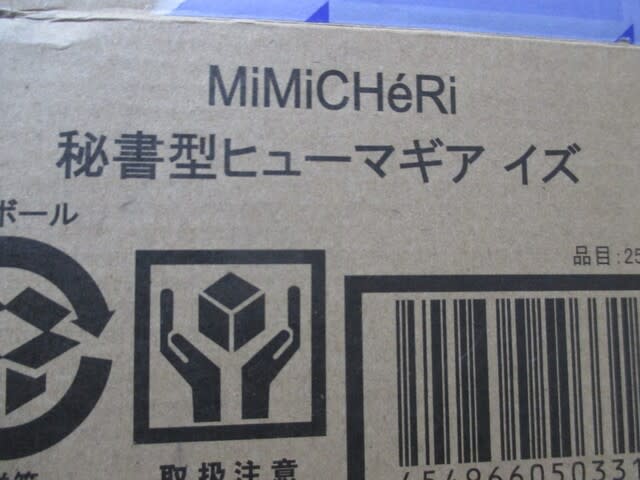 MiMiCHéRi
秘書型ヒューマギア イズ
ボール
品目:25
取扱注意
454966050331